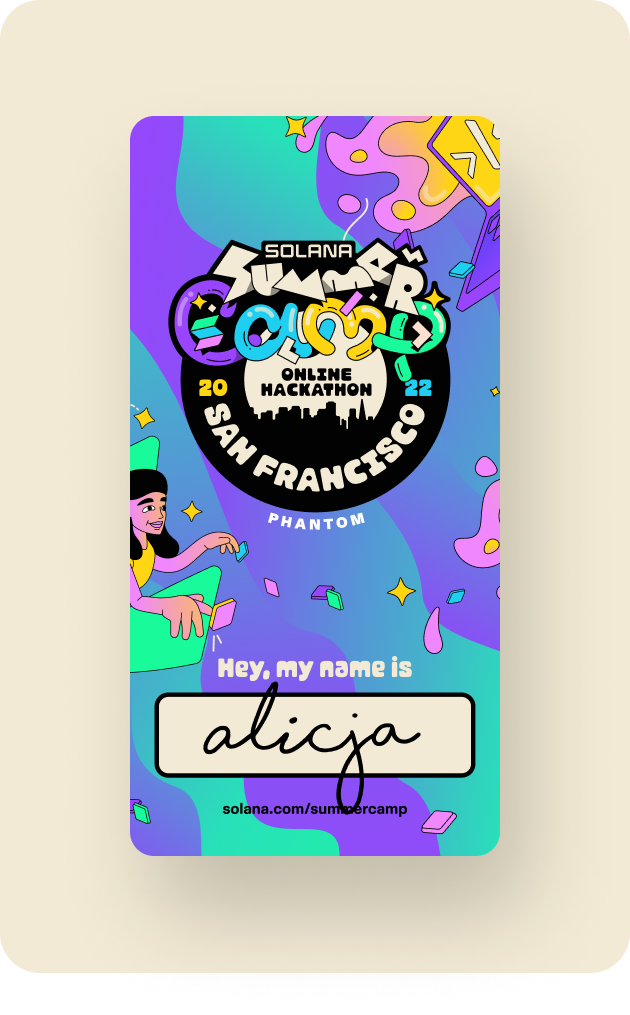 SOLANA
SUMMER
Camp
ONLINE
HACKATHON
20 22
SAN FRANCISCO
PHANTOM
Hey, my name is
alicja
solana.com/summercamp